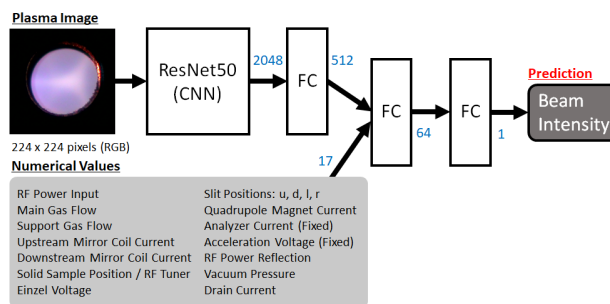 Plasma Image
ResNet50
(CNN)
2048
FC
512
FC
64
FC
1
Prediction
Beam
Intensity
224 x 224 pixels (RGB)
17
Numerical Values
RF Power Input
Main Gas Flow
Support Gas Flow
Upstream Mirror Coil Current
Downstream Mirror Coil Current
Solid Sample Position / RF Tuner
Einzel Voltage
Slit Positions: u, d, l, r
Quadrupole Magnet Current
Analyzer Current (Fixed)
Acceleration Voltage (Fixed)
RF Power Reflection
Vacuum Pressure
Drain Current